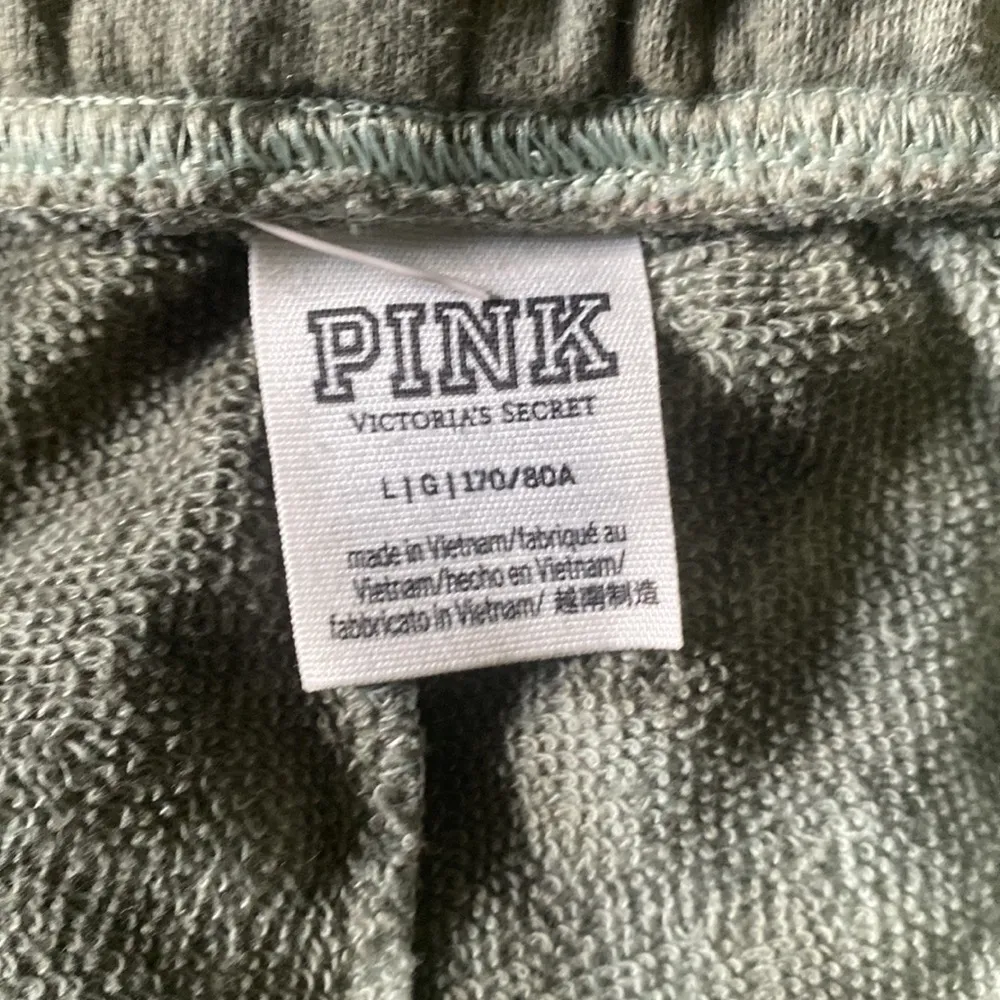 PINK
VICTORIA'S SECRET
L|G|170/80A
made in Vietnam/fabriqué au
Vietnam/hecho en Vietnam/
fabbricato in Vietnam/ 越南制造